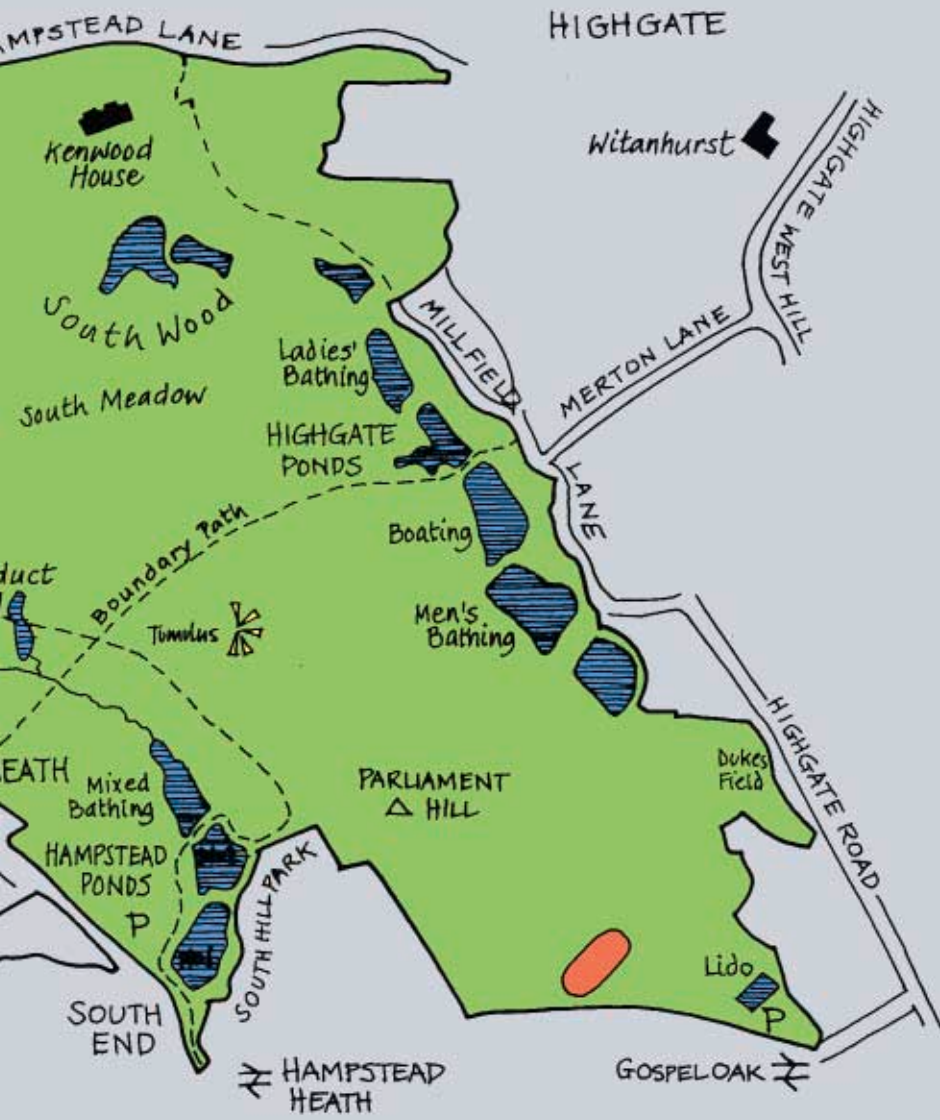 AMPSTEAD LANE
HIGHGATE
Kenwood
House
Witanhurst
HIGHGATE WEST HILL
South Wood
MILLFIELD
LANE
MERTON LANE
Ladies'
Bathing
South Meadow
HIGHGATE
PONDS
Boating
Boundary Path
duct
Tumulus
Men's
Bathing
HIGHGATE ROAD
EATH
Mixed
Bathing
PARLIAMENT
HILL
Dukes
Field
HAMPSTEAD
PONDS
P
SOUTH HILL PARK
Lido
P
SOUTH
END
HAMPSTEAD
HEATH
GOSPEL OAK